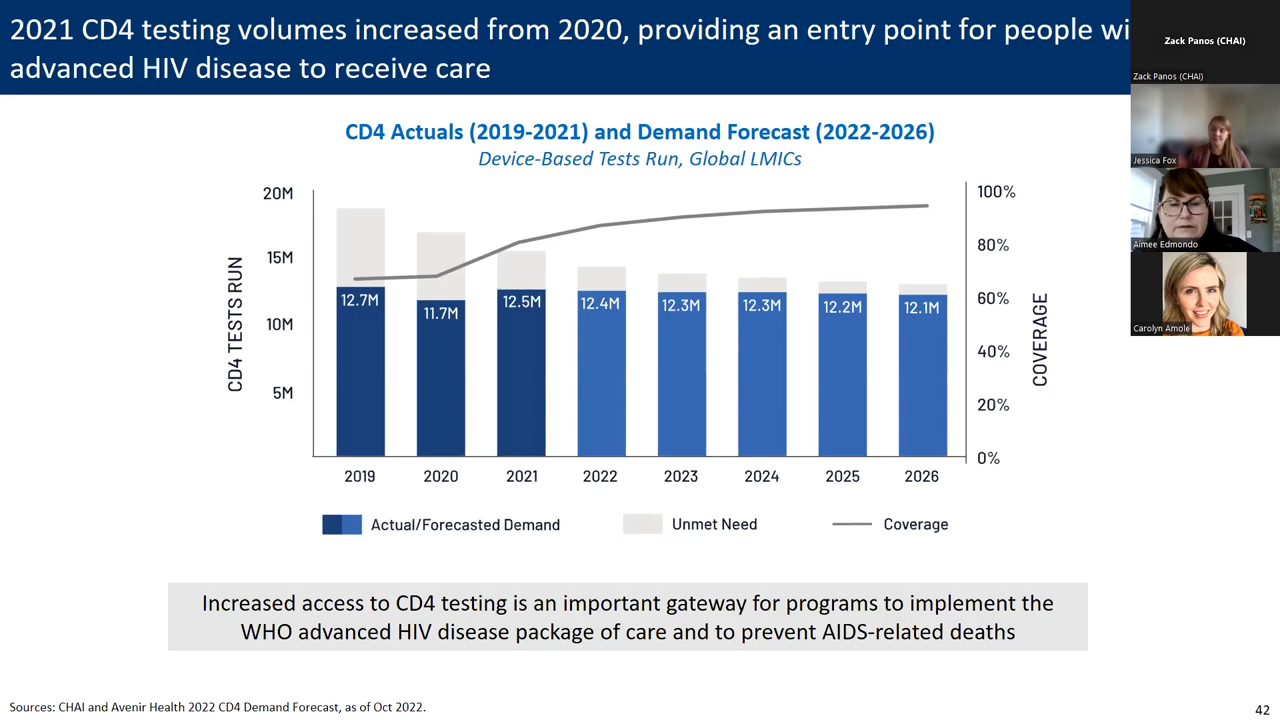 2021 CD4 testing volumes increased from 2020, providing an entry point for people wi
advanced HIV disease to receive care
Zack Panos (CHAI)
Zack Panos (CHAI)
Jessica Fox
Aimee Edmondo
Carolyn Amole
CD4 Actuals (2019-2021) and Demand Forecast (2022-2026)
Device-Based Tests Run, Global LMICs
20M
15M
10M
5M
CD4 TESTS RUN
12.7M
11.7M
12.5M
12.4M
12.3M
12.3M
12.2M
12.1M
100%
80%
60%
40%
20%
0%
COVERAGE
2019 2020 2021 2022 2023 2024 2025 2026
Actual/Forecasted Demand Unmet Need Coverage
Increased access to CD4 testing is an important gateway for programs to implement the
WHO advanced HIV disease package of care and to prevent AIDS-related deaths
Sources: CHAI and Avenir Health 2022 CD4 Demand Forecast, as of Oct 2022.
42